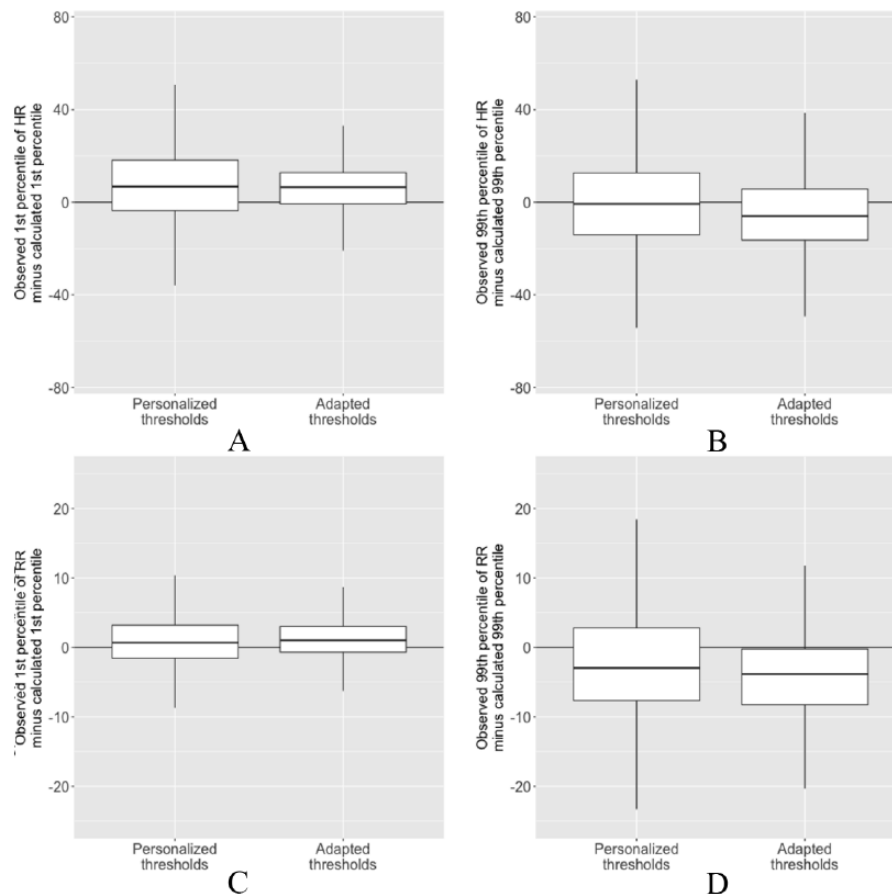 Observed 1st percentile of HR
minus calculated 1st percentile
80
40
0
-40
-80
Personalized
thresholds
Adapted
thresholds
A
Observed 99th percentile of HR
minus calculated 99th percentile
80
40
0
-40
-80
Personalized
thresholds
Adapted
thresholds
B
Observed 1st percentile of RR
minus calculated 1st percentile
20
10
0
-10
-20
Personalized
thresholds
Adapted
thresholds
C
Observed 99th percentile of RR
minus calculated 99th percentile
20
10
0
-10
-20
Personalized
thresholds
Adapted
thresholds
D